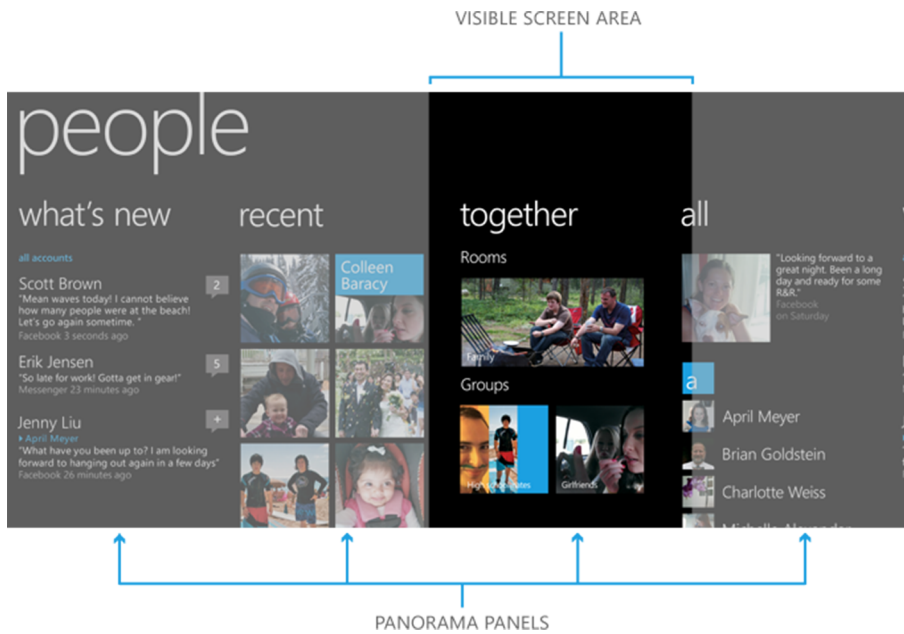 VISIBLE SCREEN AREA
people
what's new
all accounts
Scott Brown
2
"Mean waves today! I cannot believe
how many people were at the beach!
Let's go again sometime. "
Facebook 3 seconds ago
Erik Jensen
5
"So late for work! Gotta get in gear!"
Messenger 23 minutes ago
Jenny Liu
+
April Meyer
"What have you been up to? I am looking
forward to hanging out again in a few days"
Facebook 26 minutes ago
recent
Colleen
Baracy
together
Rooms
Family
Groups
High school mates
Girlfriends
all
"Looking forward to a
great night. Been a long
day and ready for some
R&R."
Facebook
on Saturday
a
April Meyer
Brian Goldstein
Charlotte Weiss
Michelle Alexander
PANORAMA PANELS